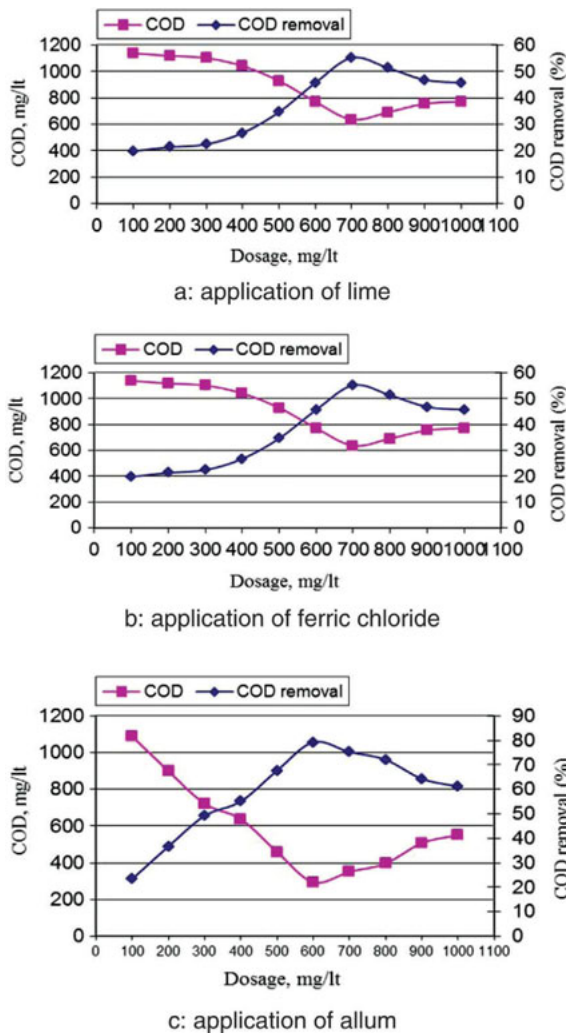 COD COD removal
1200 60
1000 50
800 40
600 30
400 20
200 10
0 0
COD, mg/lt
COD removal (%)
0 100 200 300 400 500 600 700 800 900 1000 1100
Dosage, mg/lt
a: application of lime
COD COD removal
1200 60
1000 50
800 40
600 30
400 20
200 10
0 0
COD, mg/lt
COD removal (%)
0 100 200 300 400 500 600 700 800 900 1000 1100
Dosage, mg/lt
b: application of ferric chloride
COD COD removal
1200 90
80
1000 70
800 60
50
600 40
400 30
200 20
10
0 0
COD, mg/lt
COD removal (%)
0 100 200 300 400 500 600 700 800 900 1000 1100
Dosage, mg/lt
c: application of allum